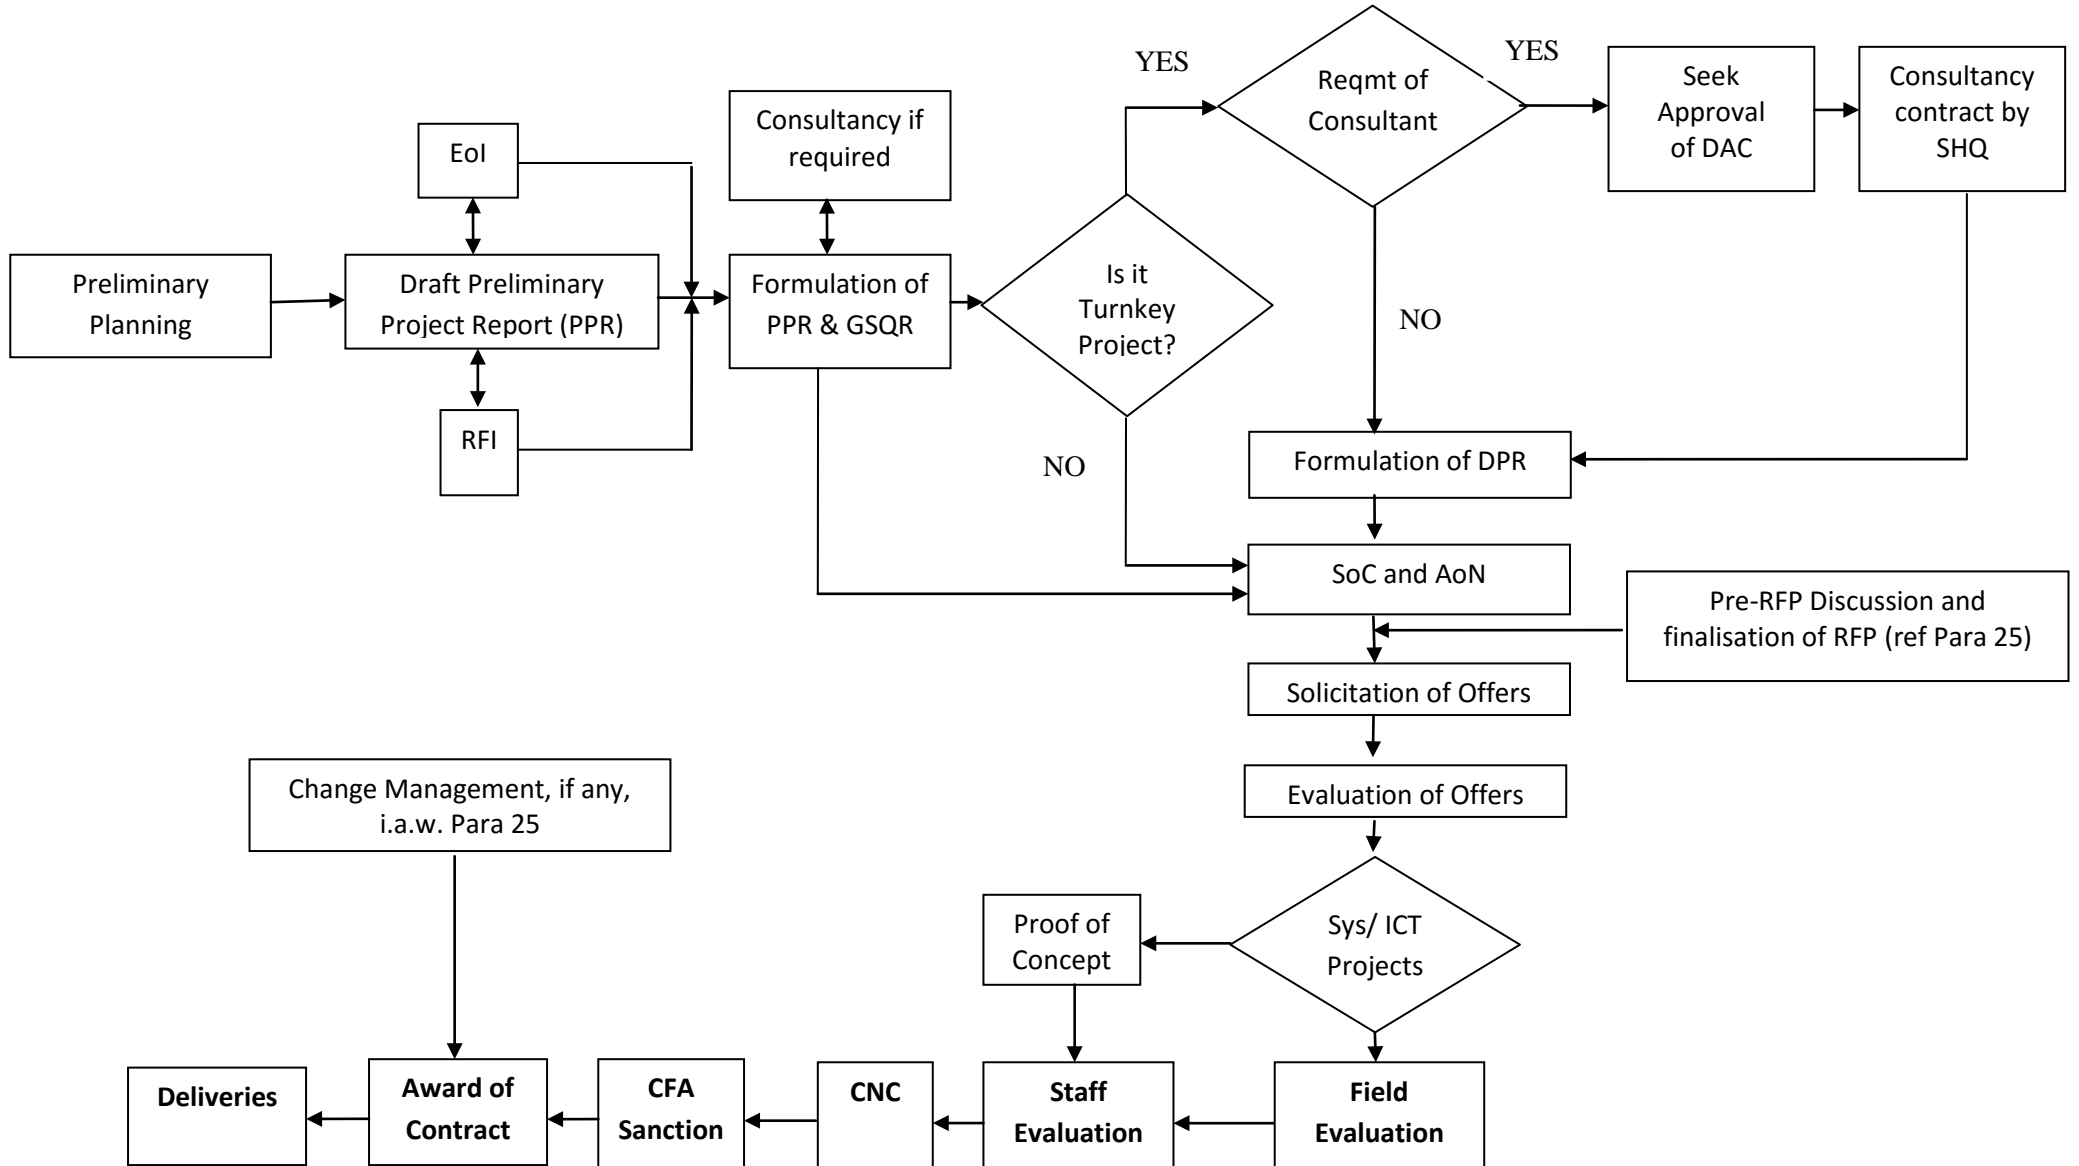 YES
Reqmt of
Consultant
YES
Seek
Approval
of DAC
Consultancy
contract by
SHQ
EoI
Consultancy if
required
Preliminary
Planning
Draft Preliminary
Project Report (PPR)
Formulation of
PPR & GSQR
Is it
Turnkey
Project?
NO
RFI
NO
Formulation of DPR
SoC and AoN
Pre-RFP Discussion and
finalisation of RFP (ref Para 25)
Solicitation of Offers
Change Management, if any,
i.a.w. Para 25
Evaluation of Offers
Proof of
Concept
Sys/ ICT
Projects
Deliveries
Award of
Contract
CFA
Sanction
CNC
Staff
Evaluation
Field
Evaluation